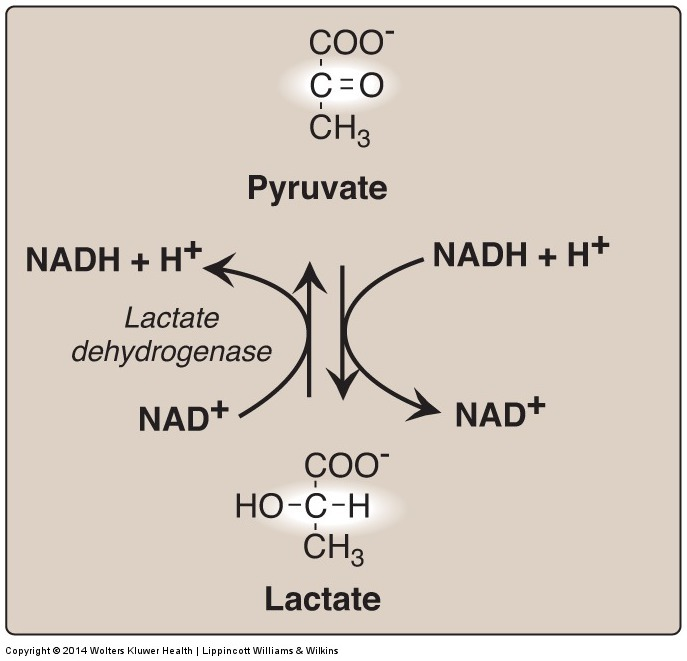 COO-
C=O
CH3
Pyruvate
NADH + H+
NADH + H+
Lactate
dehydrogenase
NAD+
NAD+
COO-
HO-C-H
CH3
Lactate
Copyright © 2014 Wolters Kluwer Health | Lippincott Williams & Wilkins